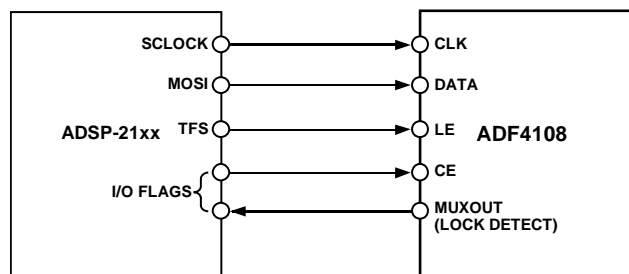 SCLOCK
CLK
MOSI
DATA
ADSP-21xx
TFS
LE
ADF4108
CE
I/O FLAGS
MUXOUT
(LOCK DETECT)